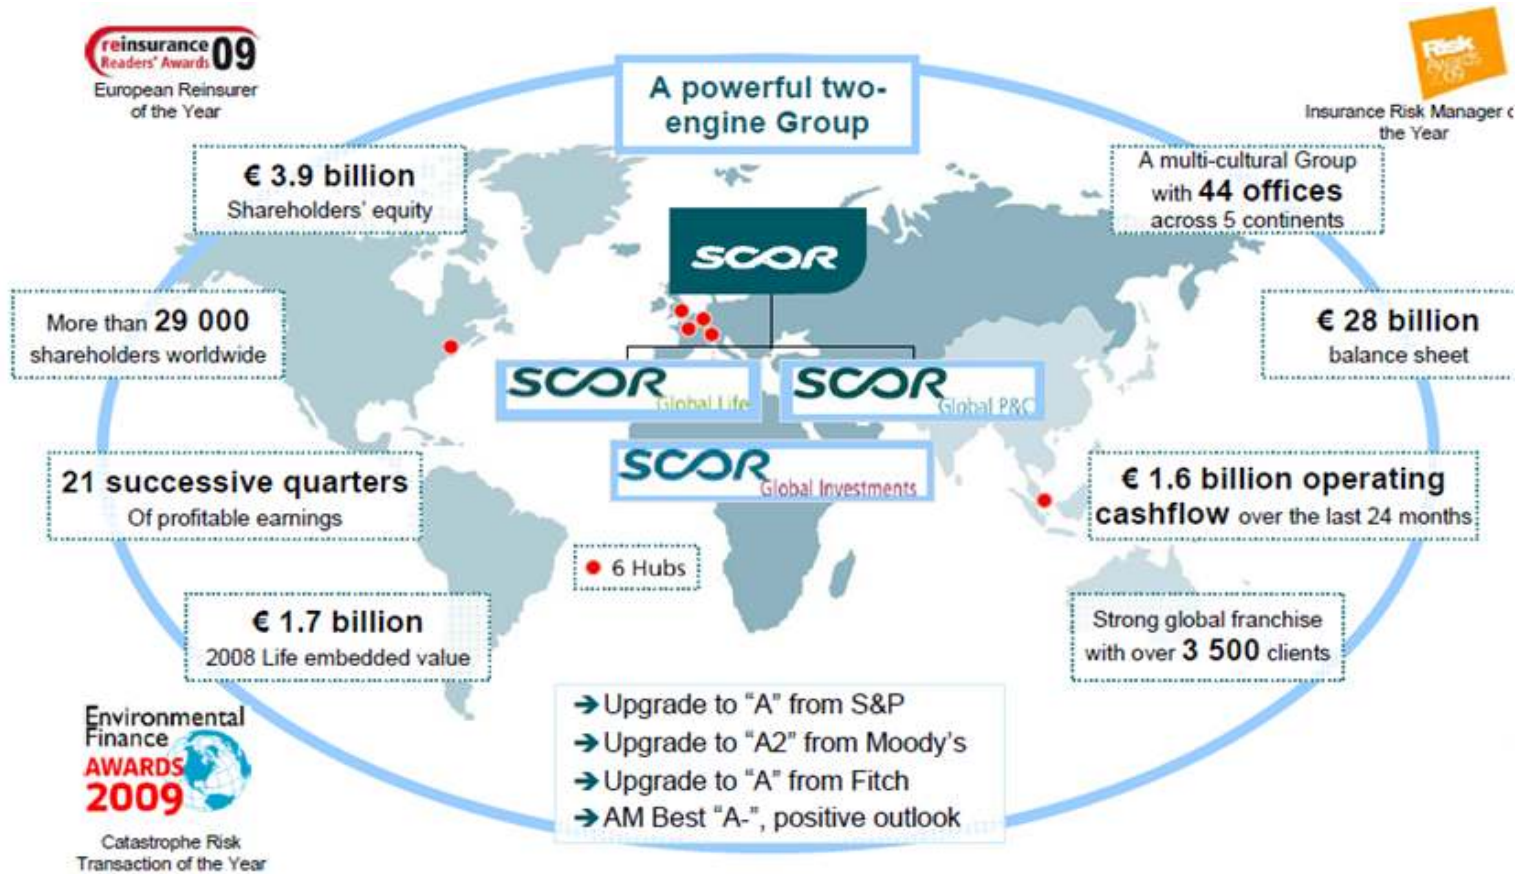 reinsurance 09
Readers' Awards
European Reinsurer
of the Year
A powerful two-
engine Group
Risk
Awards
'09
Insurance Risk Manager
the Year
€ 3.9 billion
Shareholders' equity
A multi-cultural Group
with 44 offices
across 5 continents
SCOR
More than 29 000
shareholders worldwide
€ 28 billion
balance sheet
SCOR
Global Life
SCOR
Global P&C
SCOR
Global Investments
21 successive quarters
Of profitable earnings
€ 1.6 billion operating
cashflow over the last 24 months
6 Hubs
€ 1.7 billion
2008 Life embedded value
Strong global franchise
with over 3 500 clients
➔ Upgrade to “A” from S&P
➔ Upgrade to “A2” from Moody's
➔ Upgrade to “A” from Fitch
➔ AM Best “A-”, positive outlook
Environmental
Finance
AWARDS
2009
Catastrophe Risk
Transaction of the Year